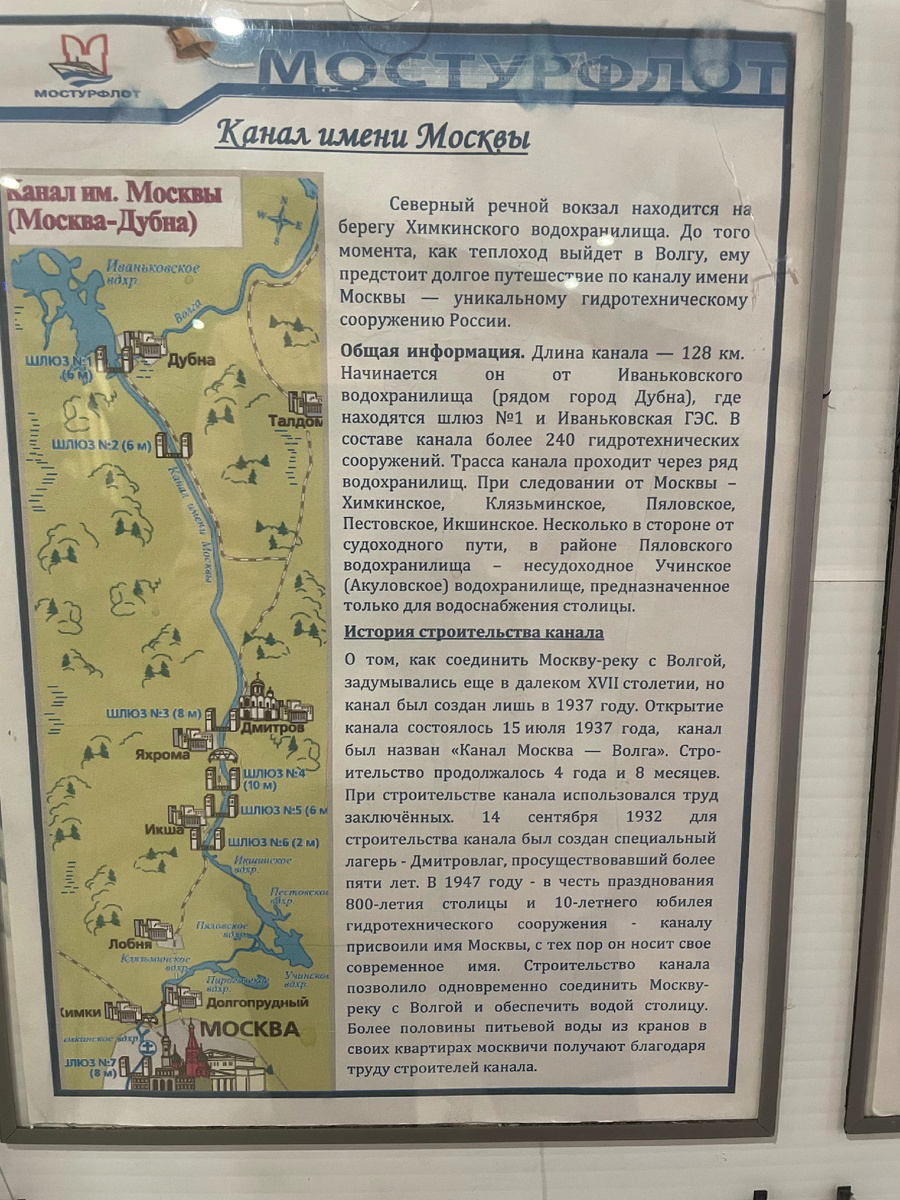 МОСТУРФЛОТ
МОСТУРФЛОТ
Канал имени Москвы
Канал им. Москвы
(Москва-Дубна)
N
W E
S
Иваньковское
вдхр.
Волга
ШЛЮЗ №1
(6 м)
Дубна
Талдом
ШЛЮЗ №2 (6 м)
Канал имени Москвы
ШЛЮЗ №3 (8 м)
Дмитров
Яхрома
ШЛЮЗ №4
(10 м)
ШЛЮЗ №5 (6 м
Икша
ШЛЮЗ №6 (2 м)
Икшинское
вдхр.
Пестовское
вдхр.
Пяловское
вдхр.
Лобня
Клязьминское
вдхр.
Учинское
вдхр.
вдхр.
Долгопрудный
Химки
МОСКВА
вдхр.
ШЛЮЗ №7
(8 м)
Северный речной вокзал находится на
берегу Химкинского водохранилища. До того
момента, как теплоход выйдет в Волгу, ему
предстоит долгое путешествие по каналу имени
Москвы — уникальному гидротехническому
сооружению России.
Общая информация. Длина канала — 128 км.
Начинается он от Иваньковского
водохранилища (рядом город Дубна), где
находятся шлюз №1 и Иваньковская ГЭС. В
составе канала более 240 гидротехнических
сооружений. Трасса канала проходит через ряд
водохранилищ. При следовании от Москвы –
Химкинское, Клязьминское, Пяловское,
Пестовское, Икшинское. Несколько в стороне от
судоходного пути, в районе Пяловского
водохранилища – несудоходное Учинское
(Акуловское) водохранилище, предназначенное
только для водоснабжения столицы.
История строительства канала
О том, как соединить Москву-реку с Волгой,
задумывались еще в далеком XVII столетии, но
канал был создан лишь в 1937 году. Открытие
канала состоялось 15 июля 1937 года, канал
был назван «Канал Москва — Волга». Стро-
ительство продолжалось 4 года и 8 месяцев.
При строительстве канала использовался труд
заключённых. 14 сентября 1932 для
строительства канала был создан специальный
лагерь - Дмитровлаг, просуществовавший более
пяти лет. В 1947 году - в честь празднования
800-летия столицы и 10-летнего юбилея
гидротехнического сооружения - каналу
присвоили имя Москвы, с тех пор он носит свое
современное имя. Строительство канала
позволило одновременно соединить Москву-
реку с Волгой и обеспечить водой столицу.
Более половины питьевой воды из кранов в
своих квартирах москвичи получают благодаря
труду строителей канала.